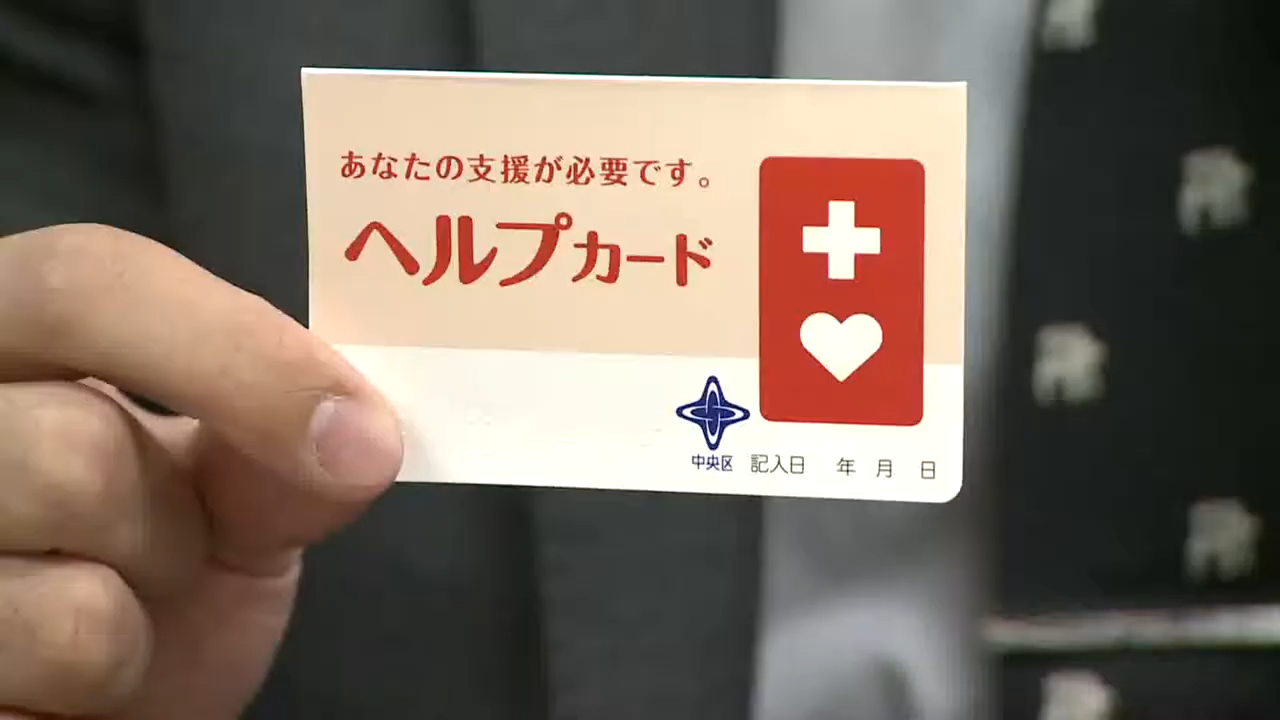 あなたの支援が必要です。
ヘルプカード
中央区 記入日 年 月 日